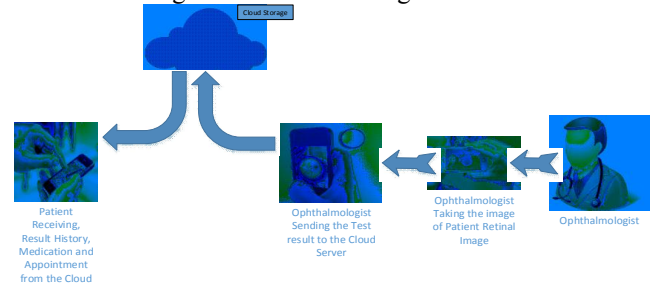 Cloud Storage
Patient
Receiving,
Result History,
Medication and
Appointment
from the Cloud
Ophthalmologist
Sending the Test
result to the Cloud
Server
Ophthalmologist
Taking the image
of Patient Retinal
Image
Ophthalmologist